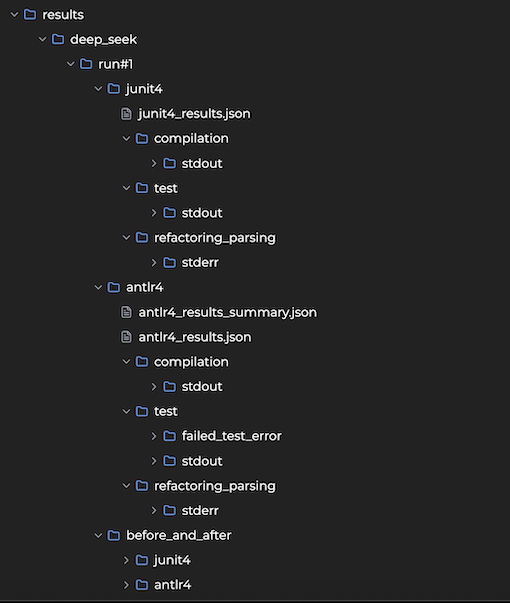 results
deep_seek
run#1
junit4
junit4_results.json
compilation
stdout
test
stdout
refactoring_parsing
stderr
antlr4
antlr4_results_summary.json
antlr4_results.json
compilation
stdout
test
failed_test_error
stdout
refactoring_parsing
stderr
before_and_after
junit4
antlr4